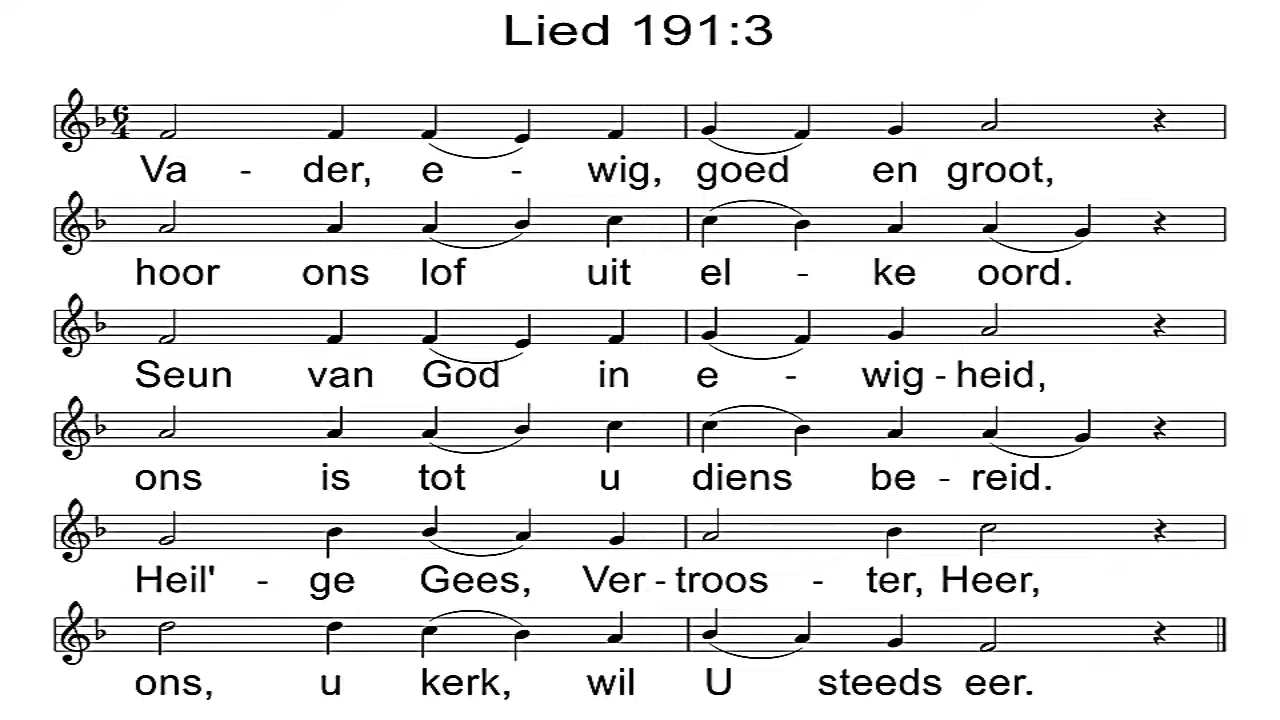 Lied 191:3
6
4
Va - der, e - wig, goed en groot,
hoor ons lof uit el - ke oord.
Seun van God in e - wig - heid,
ons is tot u diens be - reid.
Heil' - ge Gees, Ver - troos - ter, Heer,
ons, u kerk, wil U steeds eer.